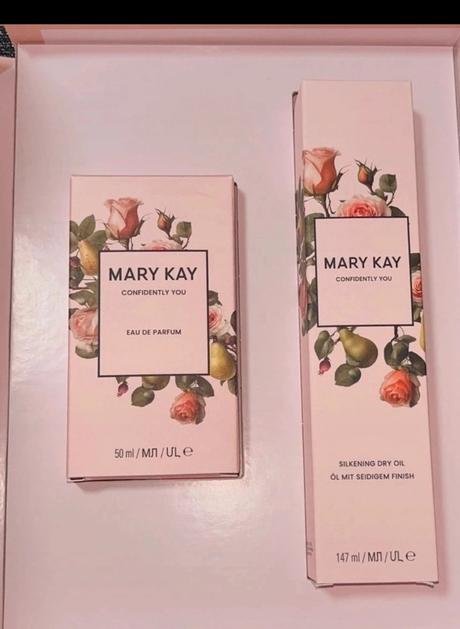 MARY KAY
CONFIDENTLY YOU
EAU DE PARFUM
50 ml / МЛ / UL ℮
MARY KAY
CONFIDENTLY YOU
SILKENING DRY OIL
ÖL MIT SEIDIGEM FINISH
147 ml / МЛ / UL ℮